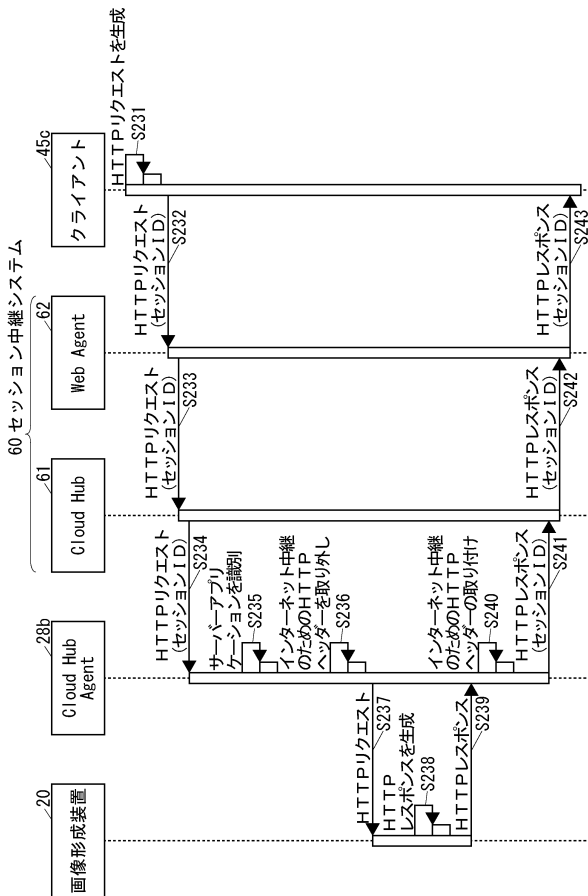 60 セッション中継システム
20
画像形成装置
28b
Cloud Hub
Agent
61
Cloud Hub
62
Web Agent
45c
クライアント
HTTPリクエストを生成
S231
HTTPリクエスト
(セッションID)
S232
HTTPリクエスト
(セッションID)
S233
HTTPリクエスト
(セッションID)
S234
サーバーアプリ
ケーションを識別
S235
インターネット中継
のためのHTTP
ヘッダーを取り外し
S236
HTTPリクエスト
S237
HTTP
レスポンスを生成
S238
HTTPレスポンス
S239
インターネット中継
のためのHTTP
ヘッダーの取り付け
S240
HTTPレスポンス
(セッションID)
S241
HTTPレスポンス
(セッションID)
S242
HTTPレスポンス
(セッションID)
S243